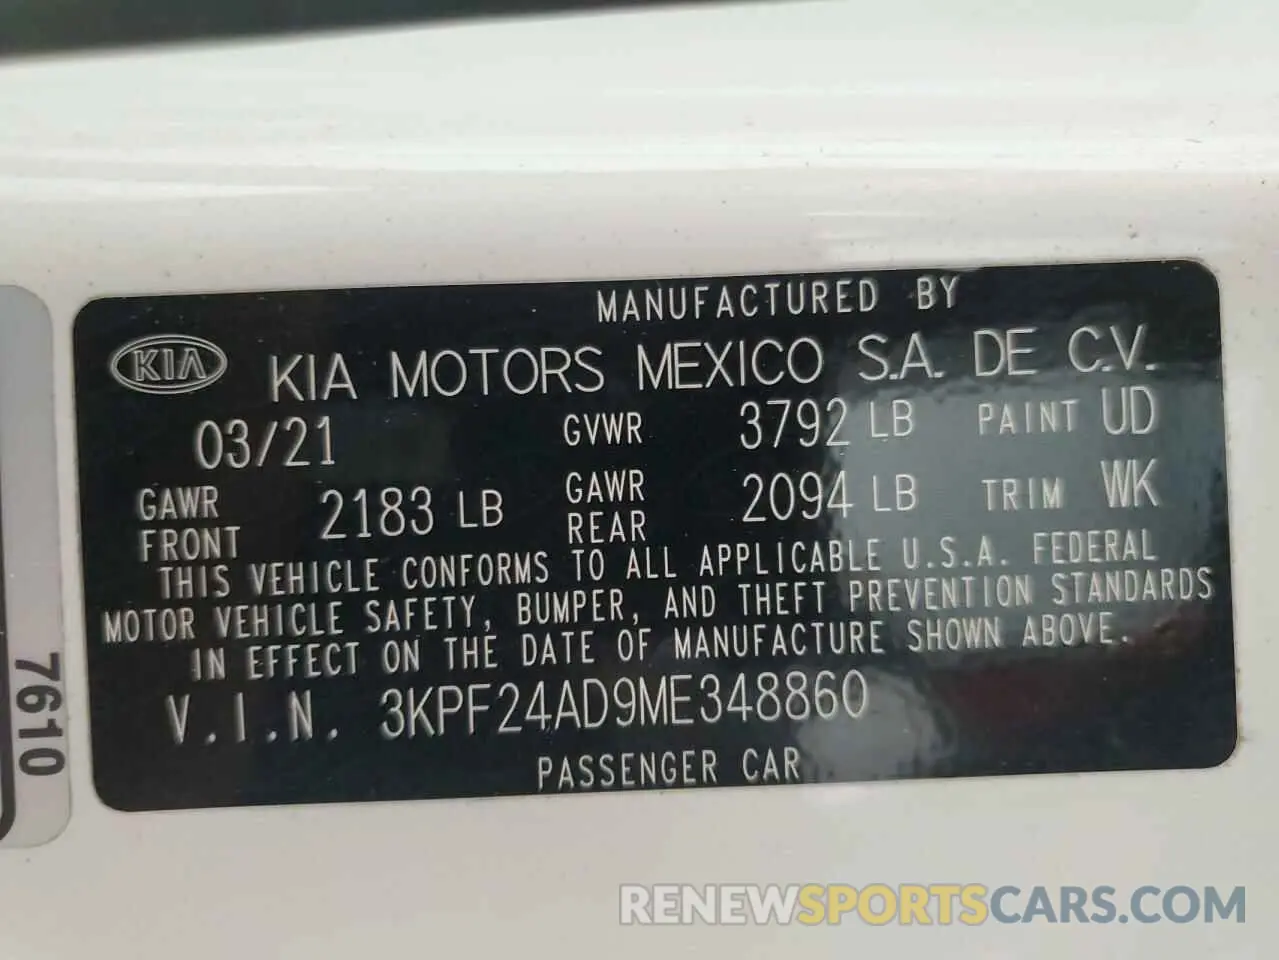 MANUFACTURED BY
KIA KIA MOTORS MEXICO S.A. DE C.V.
03/21 GVWR 3792 LB PAINT UD
GAWR FRONT 2183 LB GAWR REAR 2094 LB TRIM WK
THIS VEHICLE CONFORMS TO ALL APPLICABLE U.S.A. FEDERAL
MOTOR VEHICLE SAFETY, BUMPER, AND THEFT PREVENTION STANDARDS
IN EFFECT ON THE DATE OF MANUFACTURE SHOWN ABOVE.
V.I.N. 3KPF24AD9ME348860
PASSENGER CAR
7610
RENEWSPORTSCARS.COM